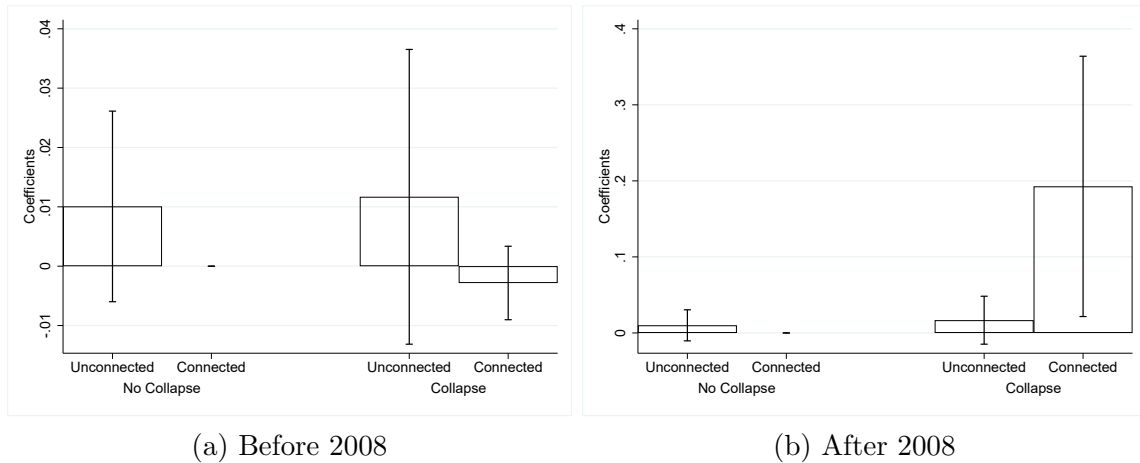 Coefficients
.04
.03
.02
.01
0
-.01
Unconnected Connected Unconnected Connected
No Collapse Collapse
(a) Before 2008
Coefficients
.4
.3
.2
.1
0
Unconnected Connected Unconnected Connected
No Collapse Collapse
(b) After 2008